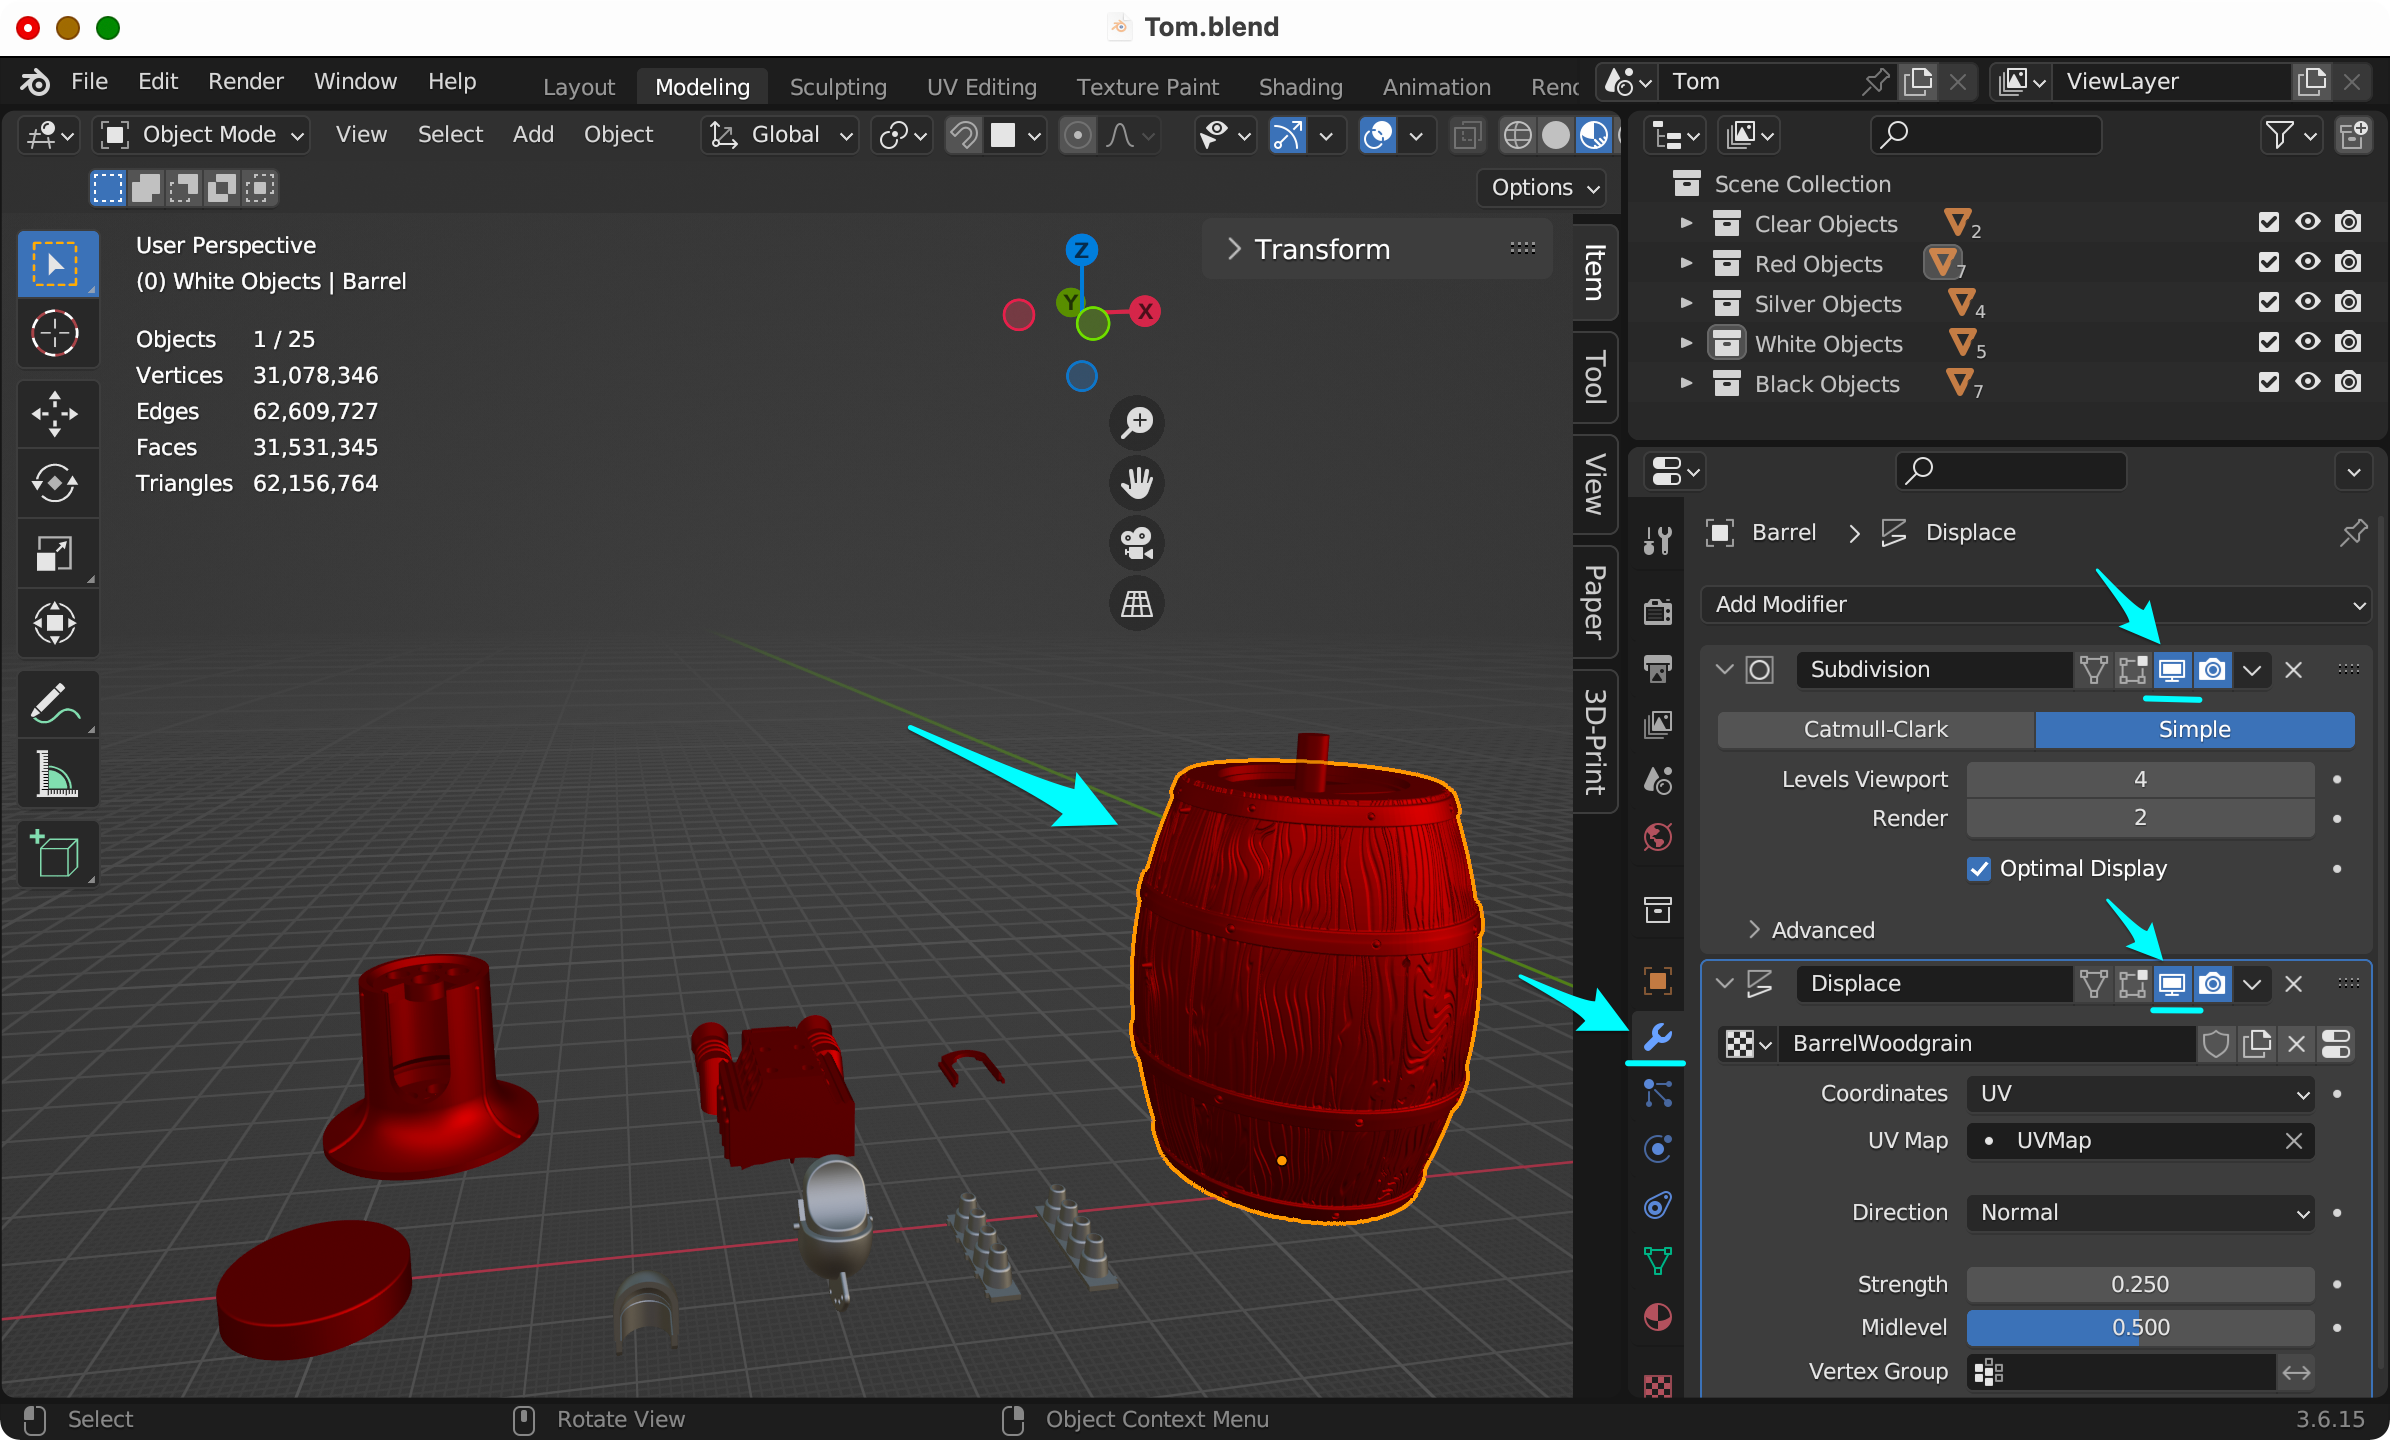 Tom.blend
File Edit Render Window Help Layout Modeling Sculpting UV Editing Texture Paint Shading Animation Renc Tom ViewLayer
Object Mode View Select Add Object Global
Options
User Perspective
(0) White Objects | Barrel
Objects 1 / 25
Vertices 31,078,346
Edges 62,609,727
Faces 31,531,345
Triangles 62,156,764
Z
Y
X
Transform
Item
Tool
View
Paper
3D-Print
Scene Collection
Clear Objects 2
Red Objects 7
Silver Objects 4
White Objects 5
Black Objects 7
Barrel > Displace
Add Modifier
Subdivision
Catmull-Clark Simple
Levels Viewport 4
Render 2
Optimal Display
Advanced
Displace
BarrelWoodgrain
Coordinates UV
UV Map UVMap
Direction Normal
Strength 0.250
Midlevel 0.500
Vertex Group
Select Rotate View Object Context Menu 3.6.15